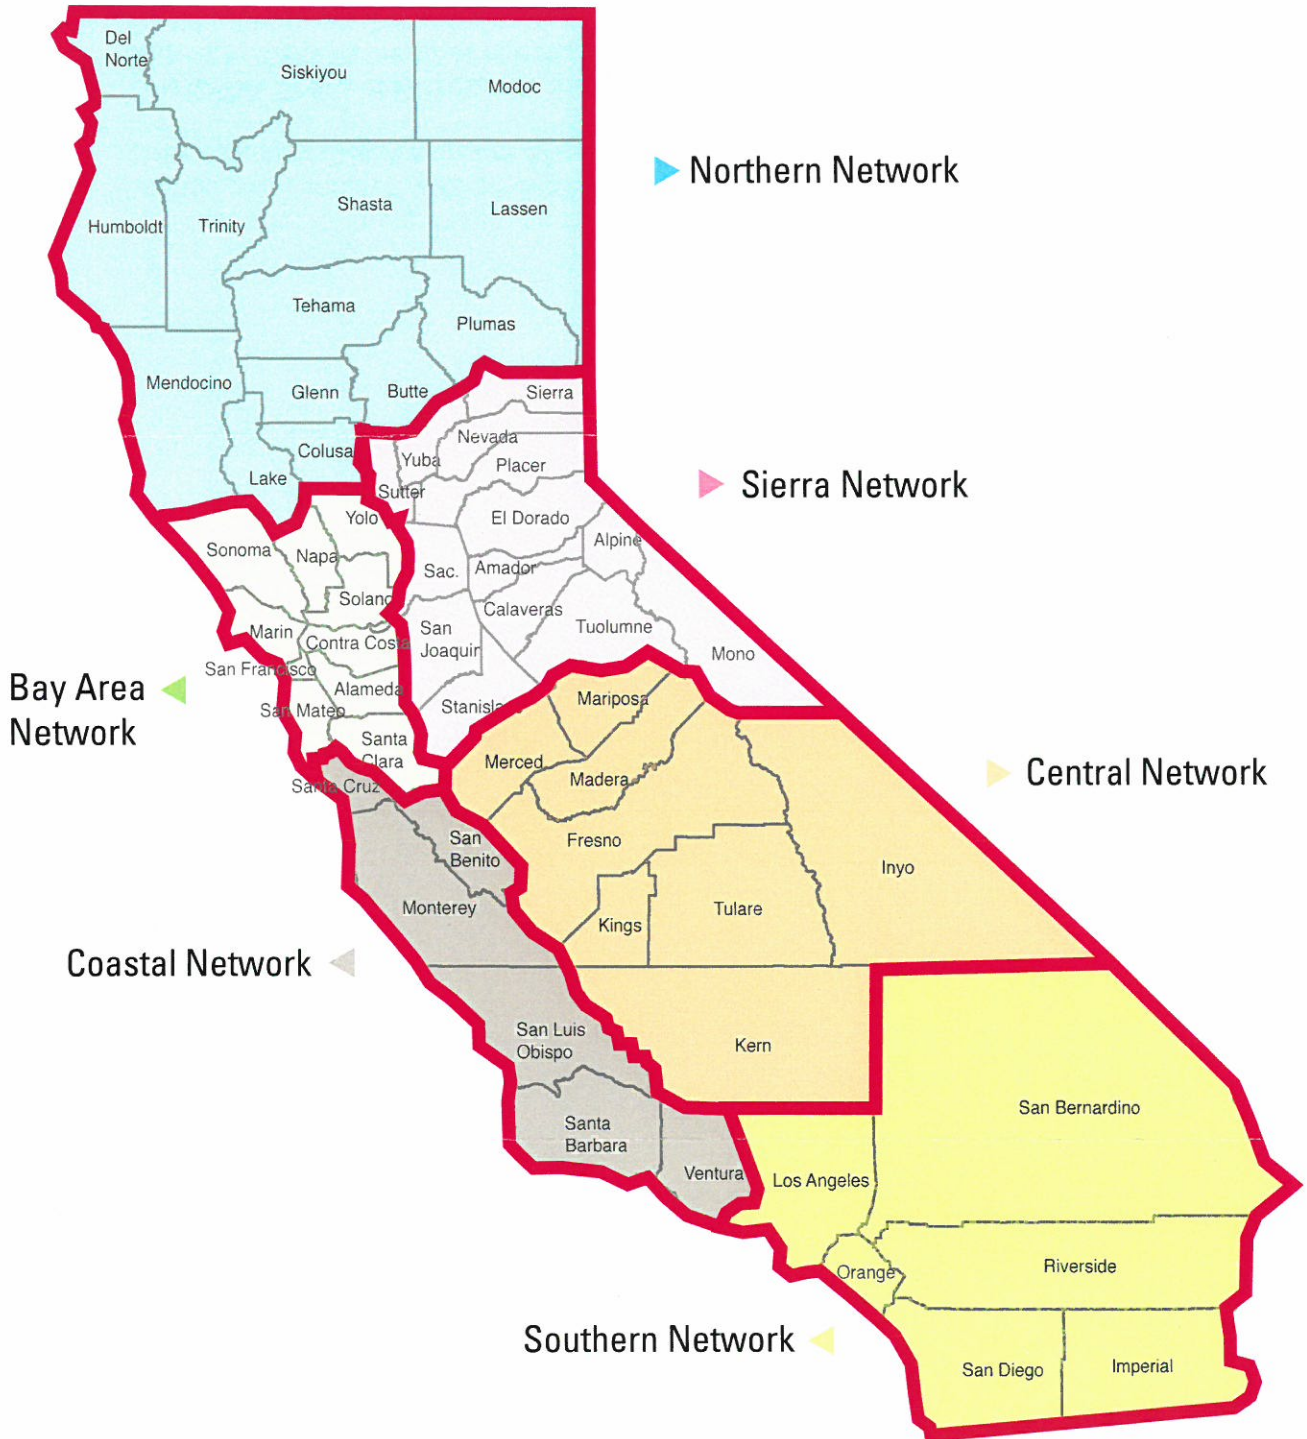 Del
Norte
Siskiyou
Modoc
Northern Network
Humboldt
Trinity
Shasta
Lassen
Tehama
Plumas
Mendocino
Glenn
Butte
Sierra
Colusa
Nevada
Yuba
Placer
Lake
Sutter
Sierra Network
Yolo
El Dorado
Sonoma
Napa
Alpine
Sac.
Amador
Solano
Calaveras
Marin
Contra Costa
San
Joaquin
Tuolumne
Mono
San Francisco
Alameda
Bay Area
Network
San Mateo
Stanisla
Mariposa
Santa
Clara
Merced
Madera
Central Network
Santa Cruz
San
Benito
Fresno
Inyo
Monterey
Kings
Tulare
Coastal Network
San Luis
Obispo
Kern
San Bernardino
Santa
Barbara
Ventura
Los Angeles
Orange
Riverside
Southern Network
San Diego
Imperial